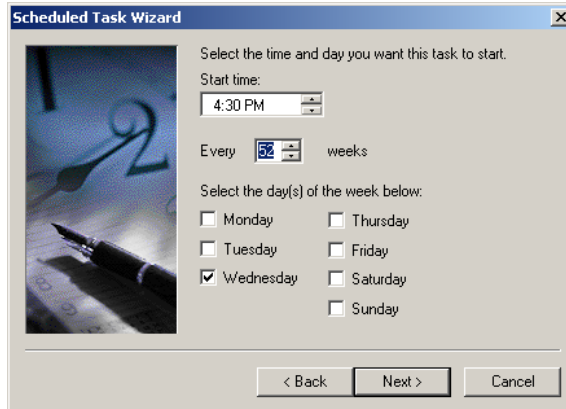 Scheduled Task Wizard
Select the time and day you want this task to start.
Start time:
4:30 PM
Every 52 weeks
Select the day(s) of the week below:
Monday Thursday
Tuesday Friday
Wednesday Saturday
Sunday
< Back Next > Cancel